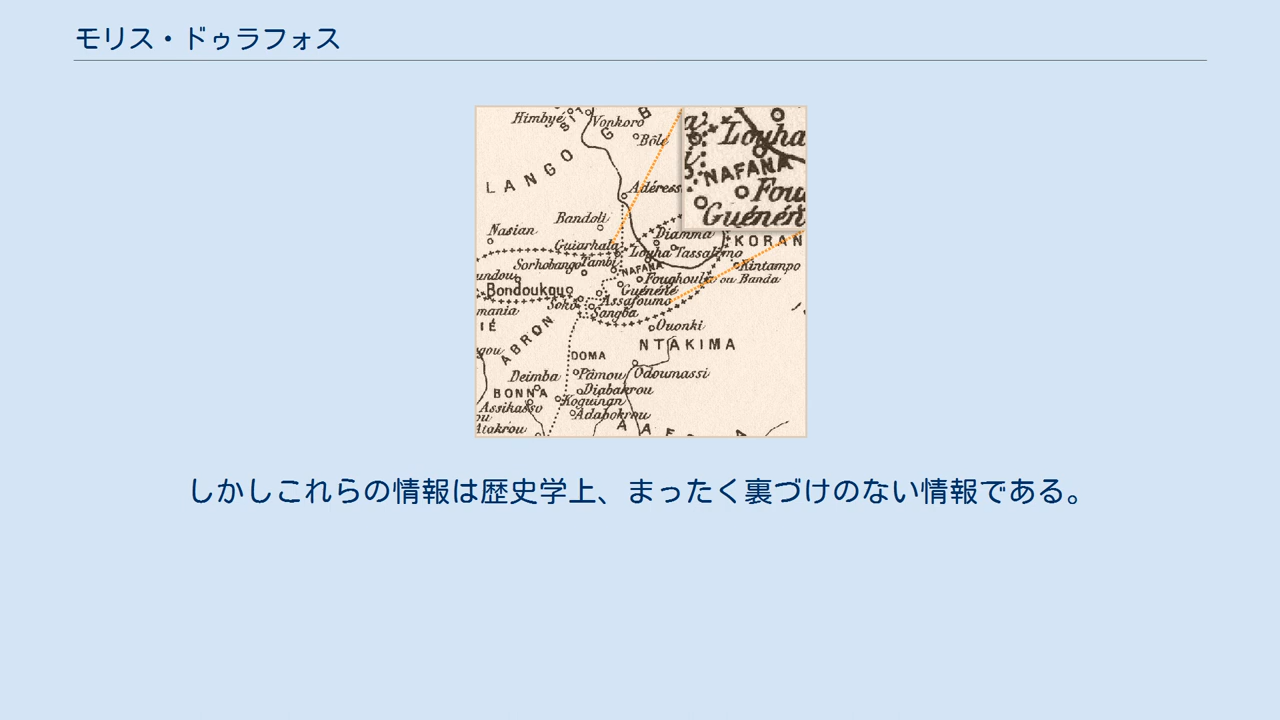 モリス・ドゥラフォス
Himbyé
Vonkoro
Bôle
LANGO
Adéress
Bandoli
Nasian
Guiarhala
Diamma
KORAN
Louha
Tassalimo
Sorhobango
Tambi
NAFANA
Kintampo
Foughoula ou Banda
Bondoukou
Guénéné
Soko
Assafoumo
Sangba
mania
Ouonki
ABRON
NTAKIMA
DOMA
Odoumassi
Deimba
Pâmou
BONNA
Diabakrou
Assikasso
Koguinan
Adabokrou
Atakrou
Louha
NAFANA
Fou
Guénén
しかしこれらの情報は歴史学上、まったく裏づけのない情報である。